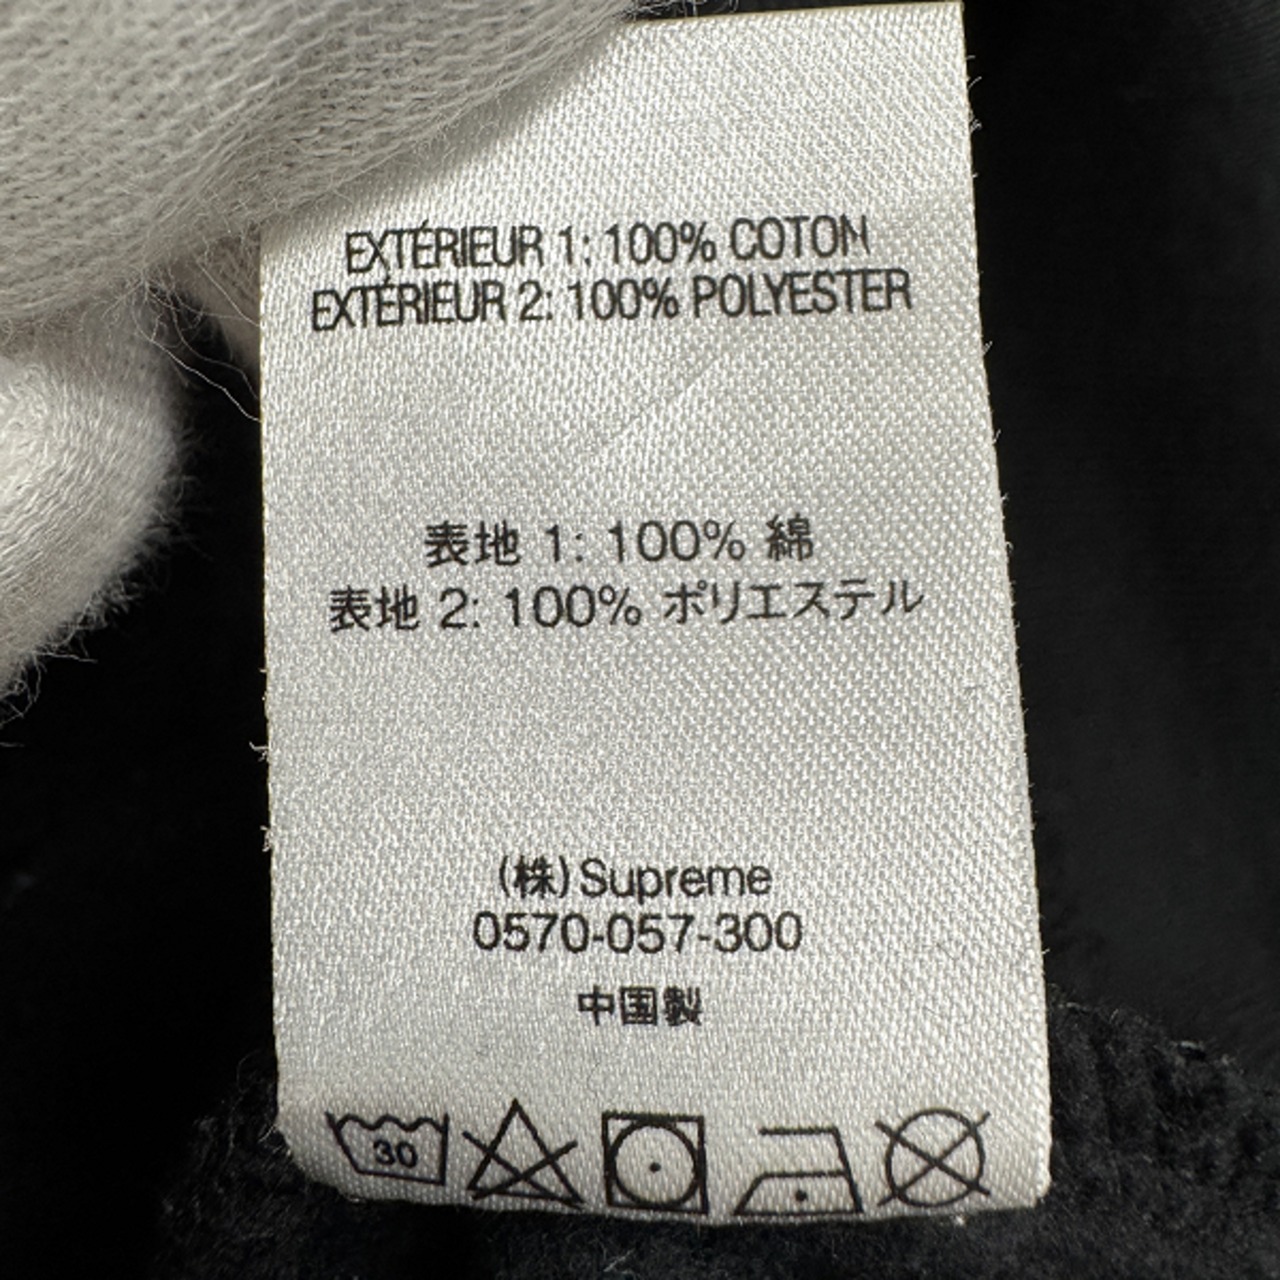 EXTÉRIEUR 1: 100% COTON
EXTÉRIEUR 2: 100% POLYESTER
表地 1: 100% 綿
表地 2: 100% ポリエステル
(株)Supreme
0570-057-300
中国製
30